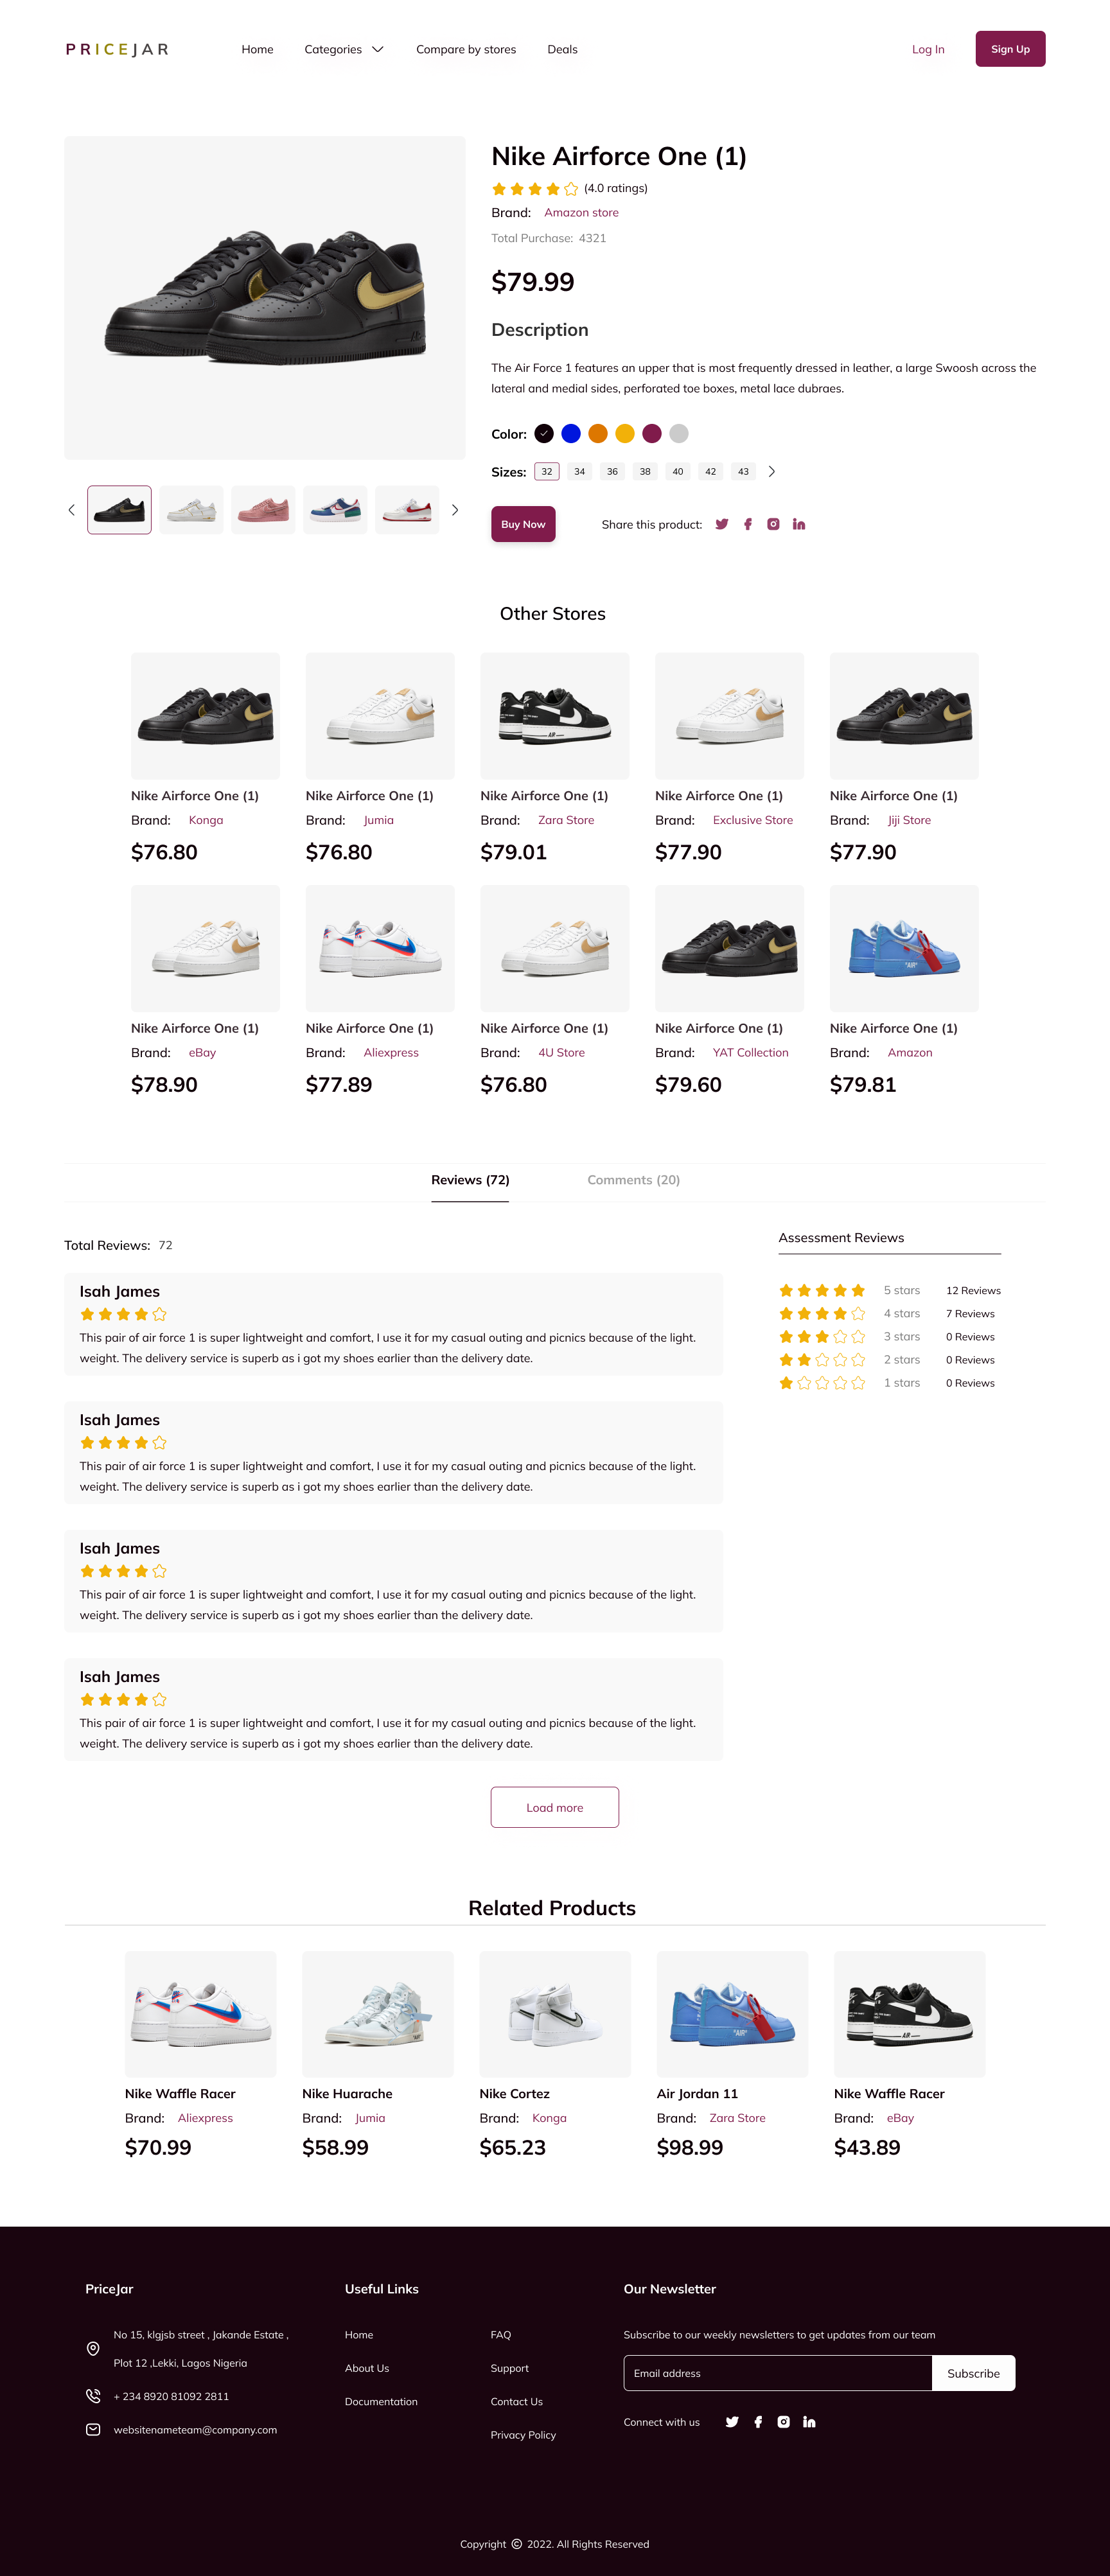 PRICEJAR
Home
Categories
Compare by stores
Deals
Log In
Sign Up
Nike Airforce One (1)
(4.0 ratings)
Brand: Amazon store
Total Purchase: 4321
$79.99
Description
The Air Force 1 features an upper that is most frequently dressed in leather, a large Swoosh across the
lateral and medial sides, perforated toe boxes, metal lace dubraes.
Color:
Sizes: 32 34 36 38 40 42 43
Buy Now
Share this product:
Other Stores
Nike Airforce One (1)
Brand: Konga
$76.80
Nike Airforce One (1)
Brand: Jumia
$76.80
Nike Airforce One (1)
Brand: Zara Store
$79.01
Nike Airforce One (1)
Brand: Exclusive Store
$77.90
Nike Airforce One (1)
Brand: Jiji Store
$77.90
Nike Airforce One (1)
Brand: eBay
$78.90
Nike Airforce One (1)
Brand: Aliexpress
$77.89
Nike Airforce One (1)
Brand: 4U Store
$76.80
Nike Airforce One (1)
Brand: YAT Collection
$79.60
"AIR"
Nike Airforce One (1)
Brand: Amazon
$79.81
Reviews (72)
Comments (20)
Total Reviews: 72
Isah James
This pair of air force 1 is super lightweight and comfort, I use it for my casual outing and picnics because of the light.
weight. The delivery service is superb as i got my shoes earlier than the delivery date.
Isah James
This pair of air force 1 is super lightweight and comfort, I use it for my casual outing and picnics because of the light.
weight. The delivery service is superb as i got my shoes earlier than the delivery date.
Isah James
This pair of air force 1 is super lightweight and comfort, I use it for my casual outing and picnics because of the light.
weight. The delivery service is superb as i got my shoes earlier than the delivery date.
Isah James
This pair of air force 1 is super lightweight and comfort, I use it for my casual outing and picnics because of the light.
weight. The delivery service is superb as i got my shoes earlier than the delivery date.
Assessment Reviews
5 stars 12 Reviews
4 stars 7 Reviews
3 stars 0 Reviews
2 stars 0 Reviews
1 stars 0 Reviews
Load more
Related Products
Nike Waffle Racer
Brand: Aliexpress
$70.99
Nike Huarache
Brand: Jumia
$58.99
Nike Cortez
Brand: Konga
$65.23
"AIR"
Air Jordan 11
Brand: Zara Store
$98.99
AIR
Nike Waffle Racer
Brand: eBay
$43.89
PriceJar
No 15, klgjsb street , Jakande Estate ,
Plot 12 ,Lekki, Lagos Nigeria
+ 234 8920 81092 2811
websitenameteam@company.com
Useful Links
Home
About Us
Documentation
FAQ
Support
Contact Us
Privacy Policy
Our Newsletter
Subscribe to our weekly newsletters to get updates from our team
Email address
Subscribe
Connect with us
Copyright © 2022. All Rights Reserved